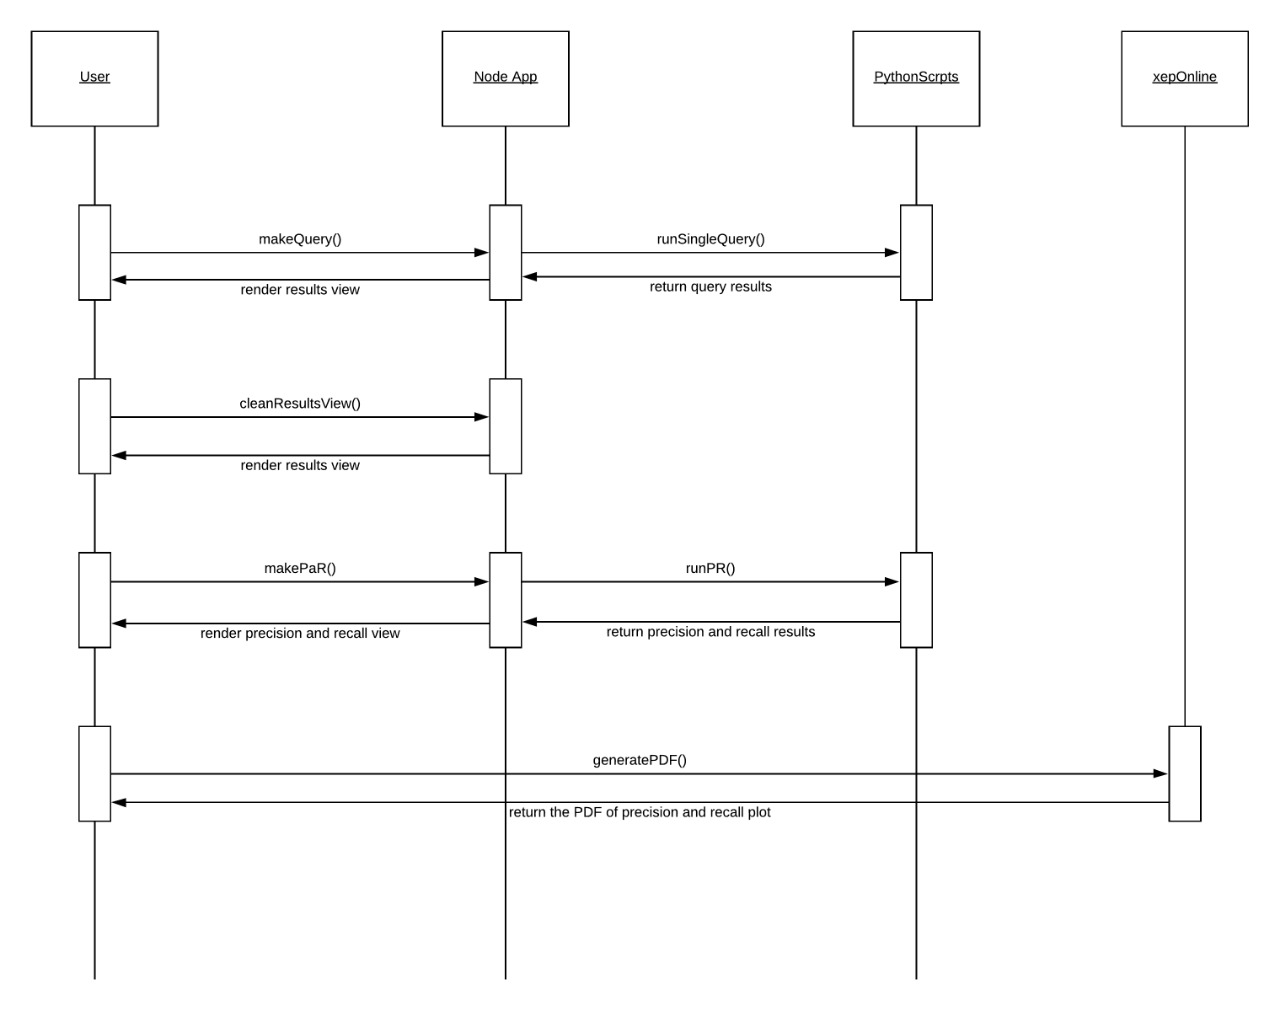 User
Node App
PythonScrpts
xepOnline
makeQuery()
runSingleQuery()
render results view
return query results
cleanResultsView()
render results view
makePaR()
runPR()
render precision and recall view
return precision and recall results
generatePDF()
return the PDF of precision and recall plot